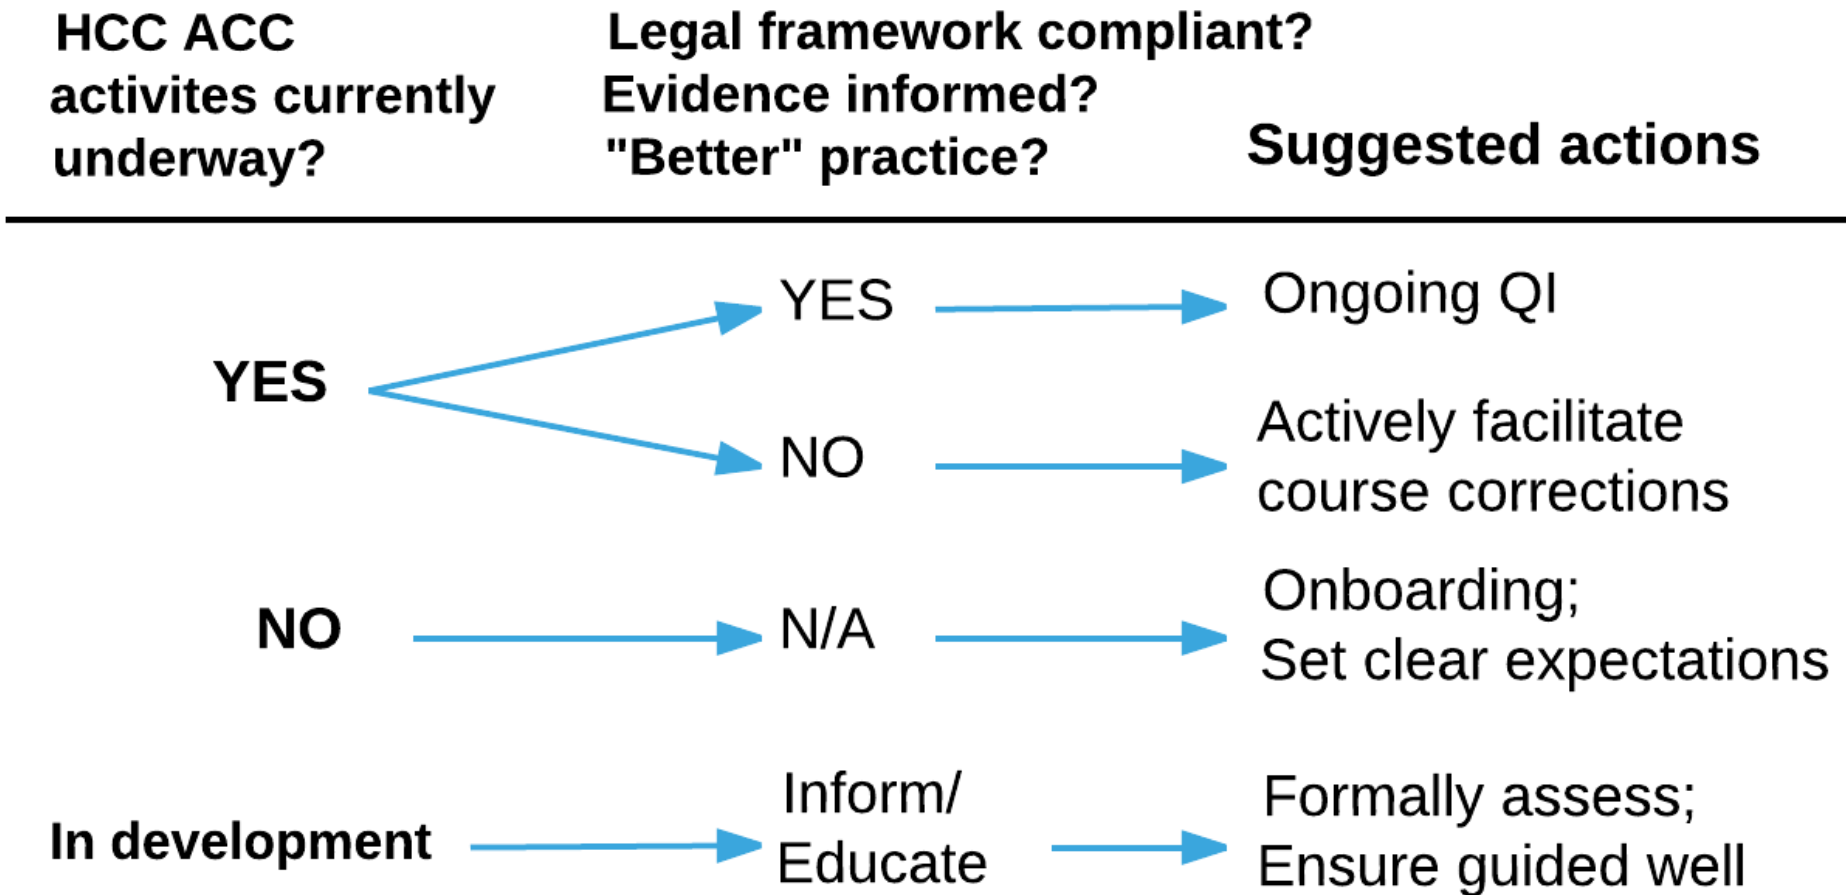 HCC ACC
activites currently
underway?
Legal framework compliant?
Evidence informed?
"Better" practice?
Suggested actions
YES
YES
Ongoing QI
NO
Actively facilitate
course corrections
NO
N/A
Onboarding;
Set clear expectations
In development
Inform/
Educate
Formally assess;
Ensure guided well